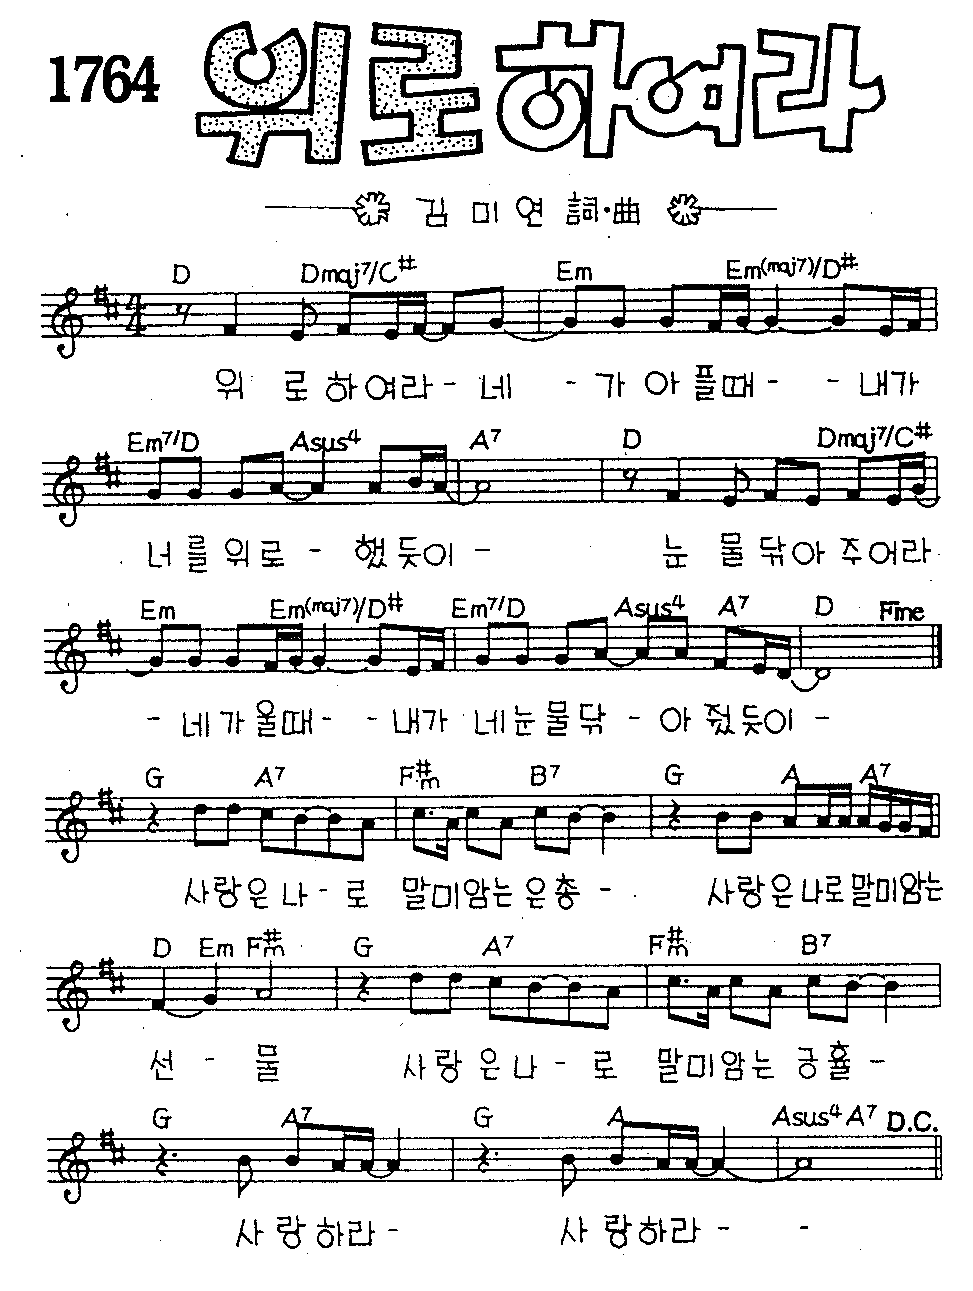 1764 위로하여라
김미연 詞·曲
D Dmaj7/C# Em Em(maj7)/D#
위 로하여라- 네 - 가 아 플때 - - 내가
Em7/D Asus4 A7 D Dmaj7/C#
너를위로 - 했듯이 - 눈 물닦아주어라
Em Em(maj7)/D# Em7/D Asus4 A7 D Fine
- 네가울때 - - 내가 네눈물닦 - 아줬듯이 -
G A7 F#m B7 G A A7
사랑은나 - 로 말미암는은총 - 사랑은나로말미암는
D Em F#m G A7 F#m B7
선 - 물 사랑은나 - 로 말미암는 긍휼 -
G A7 G A Asus4 A7 D.C.
사랑하라 - 사랑하라 - -